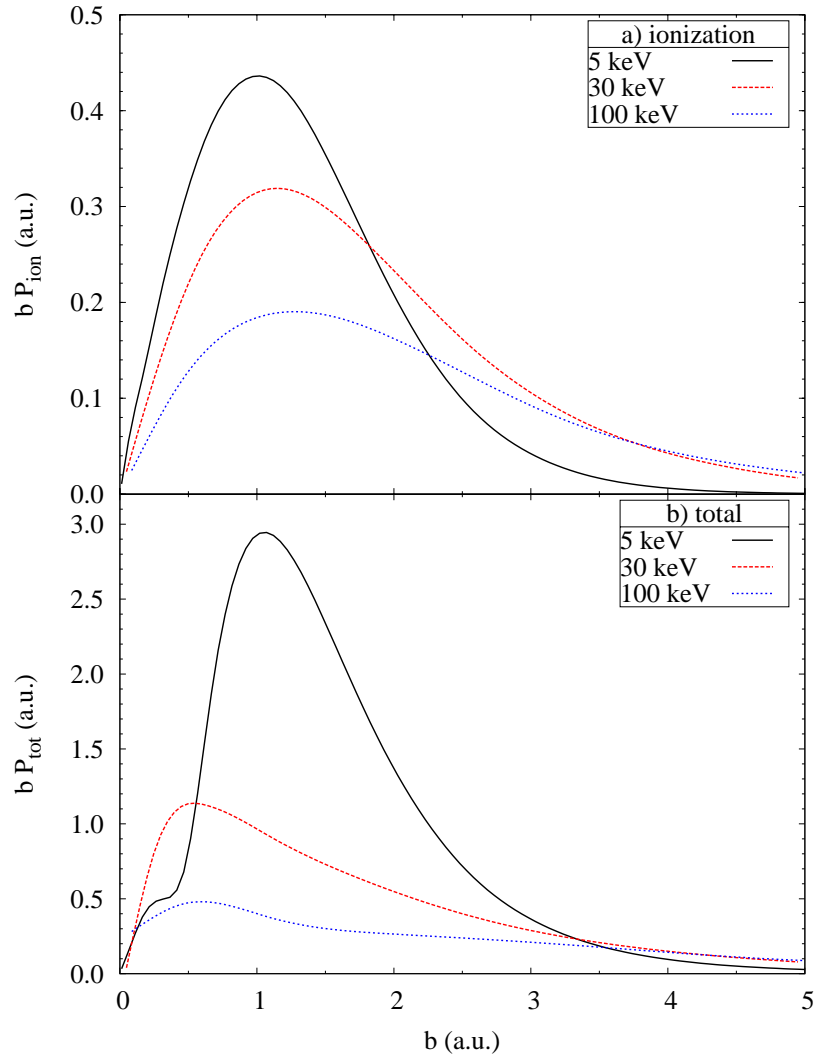 0.5
a) ionization
5 keV
30 keV
100 keV
0.4
0.3
b P_ion (a.u.)
0.2
0.1
0.0
b) total
5 keV
30 keV
100 keV
3.0
2.5
2.0
b P_tot (a.u.)
1.5
1.0
0.5
0.0
0 1 2 3 4 5
b (a.u.)